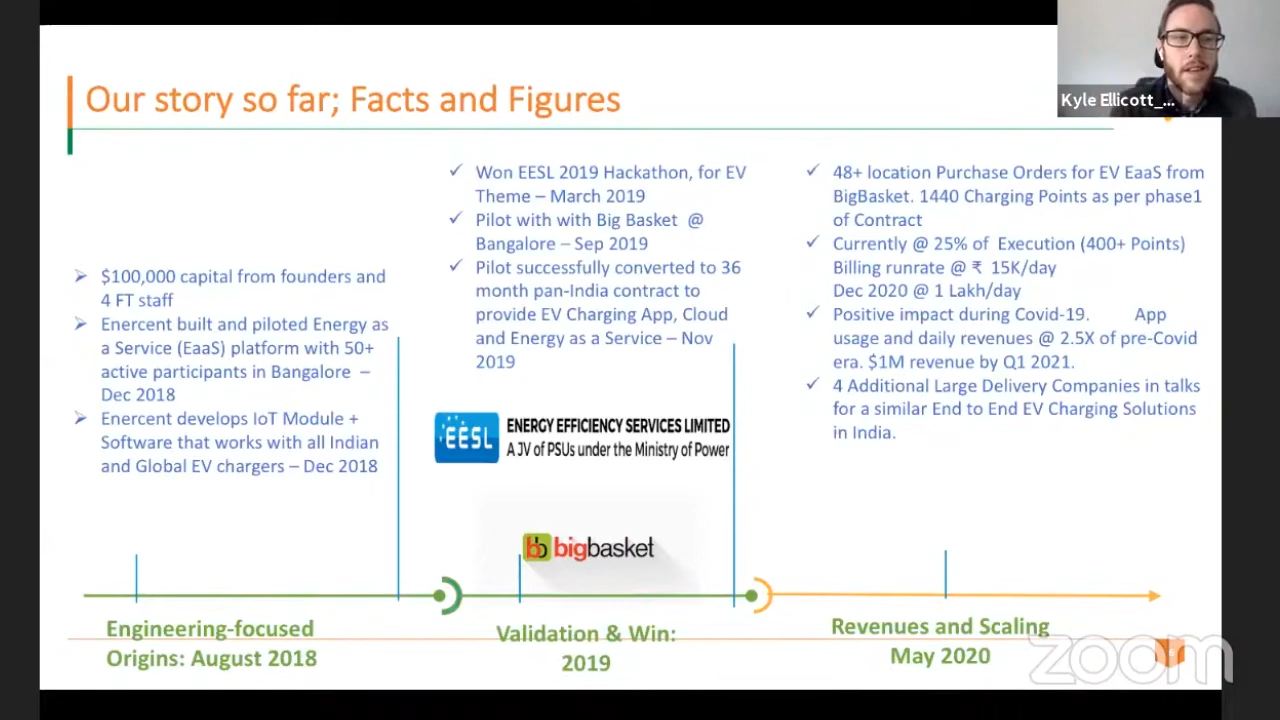 Kyle Ellicott_...
Our story so far; Facts and Figures
$100,000 capital from founders and
4 FT staff
Enercent built and piloted Energy as
a Service (EaaS) platform with 50+
active participants in Bangalore –
Dec 2018
Enercent develops IoT Module +
Software that works with all Indian
and Global EV chargers – Dec 2018
Won EESL 2019 Hackathon, for EV
Theme – March 2019
Pilot with with Big Basket @
Bangalore – Sep 2019
Pilot successfully converted to 36
month pan-India contract to
provide EV Charging App, Cloud
and Energy as a Service – Nov
2019
EESL
ENERGY EFFICIENCY SERVICES LIMITED
A JV of PSUs under the Ministry of Power
bb bigbasket
48+ location Purchase Orders for EV EaaS from
BigBasket. 1440 Charging Points as per phase1
of Contract
Currently @ 25% of Execution (400+ Points)
Billing runrate @ ₹ 15K/day
Dec 2020 @ 1 Lakh/day
Positive impact during Covid-19. App
usage and daily revenues @ 2.5X of pre-Covid
era. $1M revenue by Q1 2021.
4 Additional Large Delivery Companies in talks
for a similar End to End EV Charging Solutions
in India.
Engineering-focused
Origins: August 2018
Validation & Win:
2019
Revenues and Scaling
May 2020
zoom